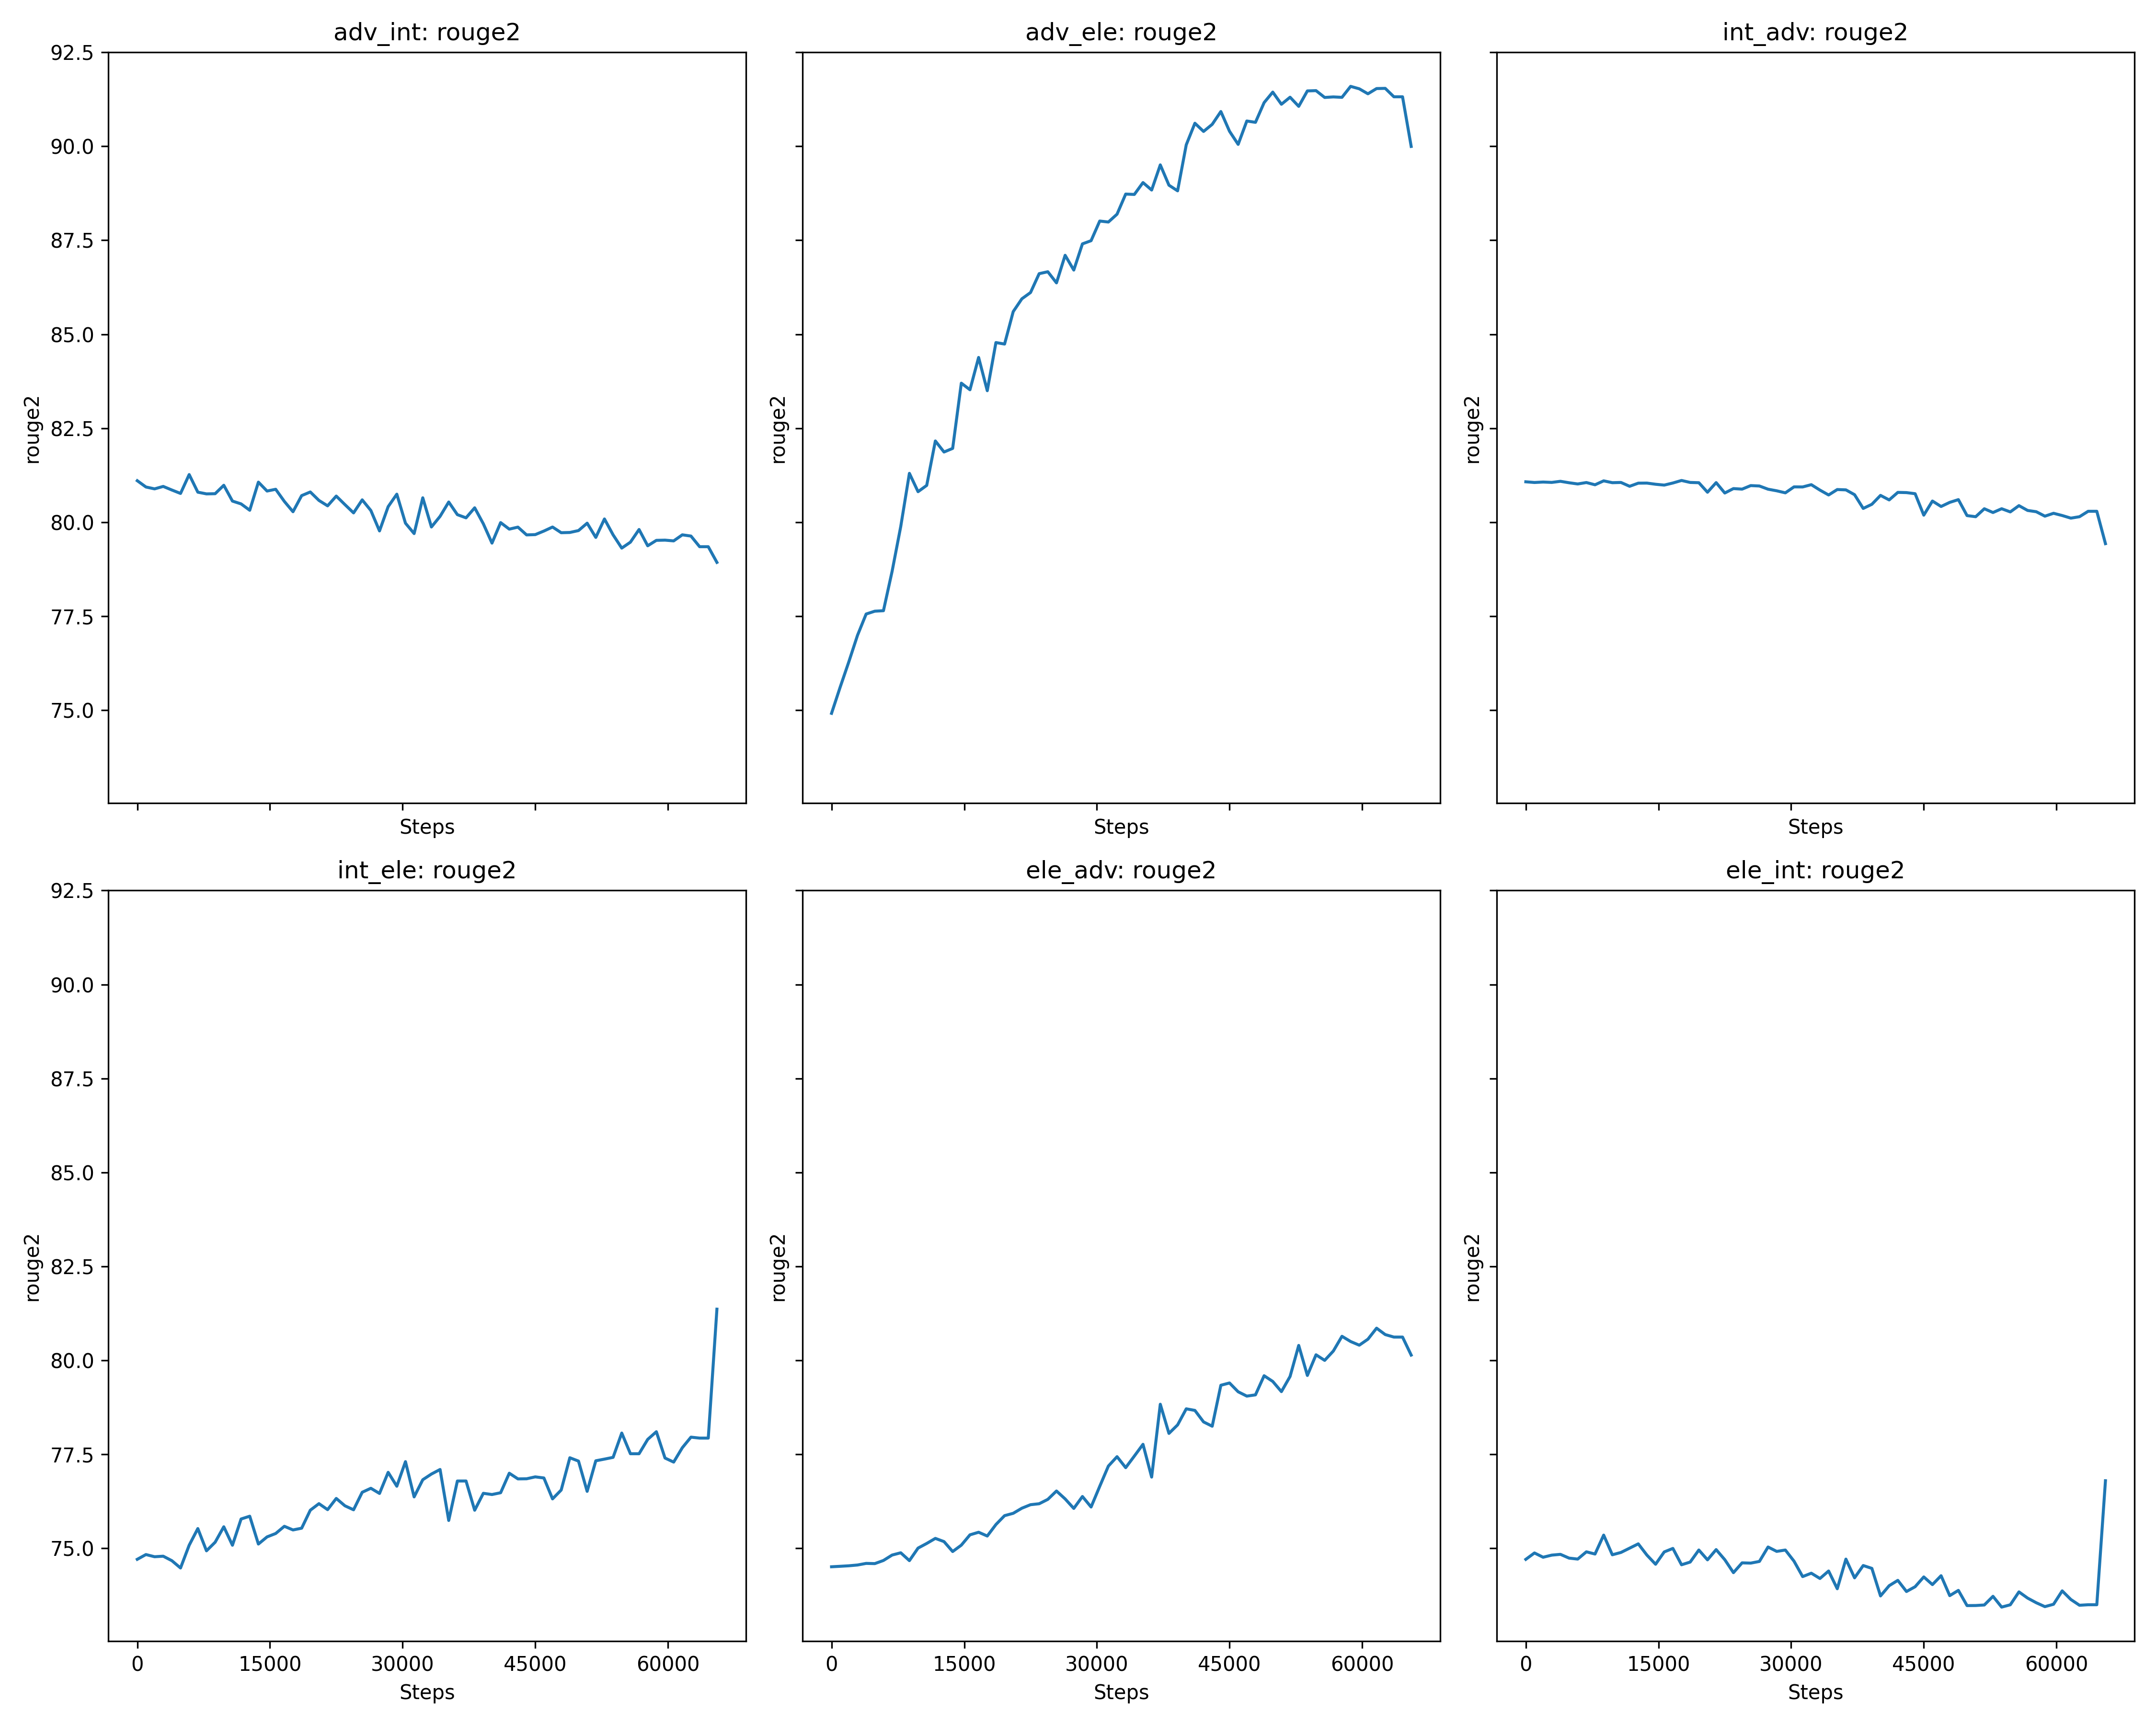 adv_int: rouge2
adv_ele: rouge2
int_adv: rouge2
92.5
90.0
87.5
85.0
82.5
80.0
77.5
75.0
rouge2
rouge2
rouge2
Steps
Steps
Steps
int_ele: rouge2
ele_adv: rouge2
ele_int: rouge2
92.5
90.0
87.5
85.0
82.5
80.0
77.5
75.0
rouge2
rouge2
rouge2
0 15000 30000 45000 60000
0 15000 30000 45000 60000
0 15000 30000 45000 60000
Steps
Steps
Steps